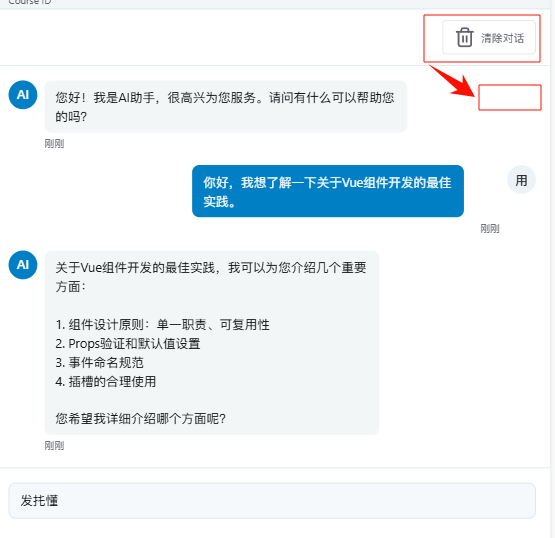 Course ID
清除对话
AI
您好！我是AI助手，很高兴为您服务。请问有什么可以帮助您
的吗？
刚刚
你好，我想了解一下关于Vue组件开发的最佳
实践。
用
刚刚
AI
关于Vue组件开发的最佳实践，我可以为您介绍几个重要
方面：
1. 组件设计原则：单一职责、可复用性
2. Props验证和默认值设置
3. 事件命名规范
4. 插槽的合理使用
您希望我详细介绍哪个方面呢？
刚刚
发扥懂